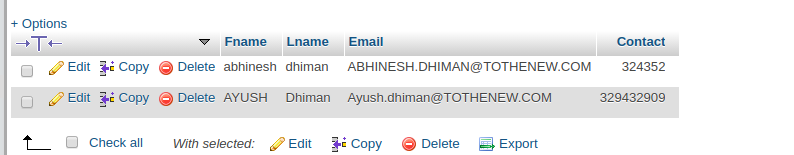 + Options
Fname Lname Email Contact
Edit Copy Delete abhinesh dhiman ABHINESH.DHIMAN@TOTHENEW.COM 324352
Edit Copy Delete AYUSH Dhiman Ayush.dhiman@TOTHENEW.COM 329432909
Check all With selected: Edit Copy Delete Export